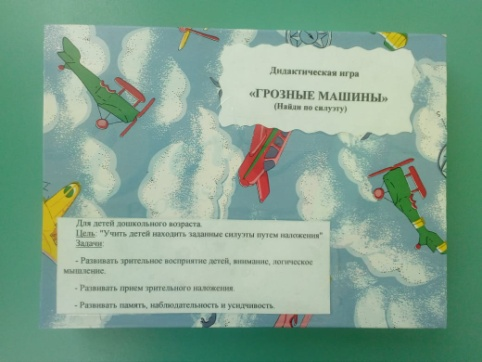 Дидактическая игра
«ГРОЗНЫЕ МАШИНЫ»
(Найди по силуэту)
Для детей дошкольного возраста.
Цель: "Учить детей находить заданные силуэты путем наложения"
Задачи:
- Развивать зрительное восприятие детей, внимание, логическое
мышление.
- Развивать прием зрительного наложения
- Развивать память, наблюдательность и усидчивость.